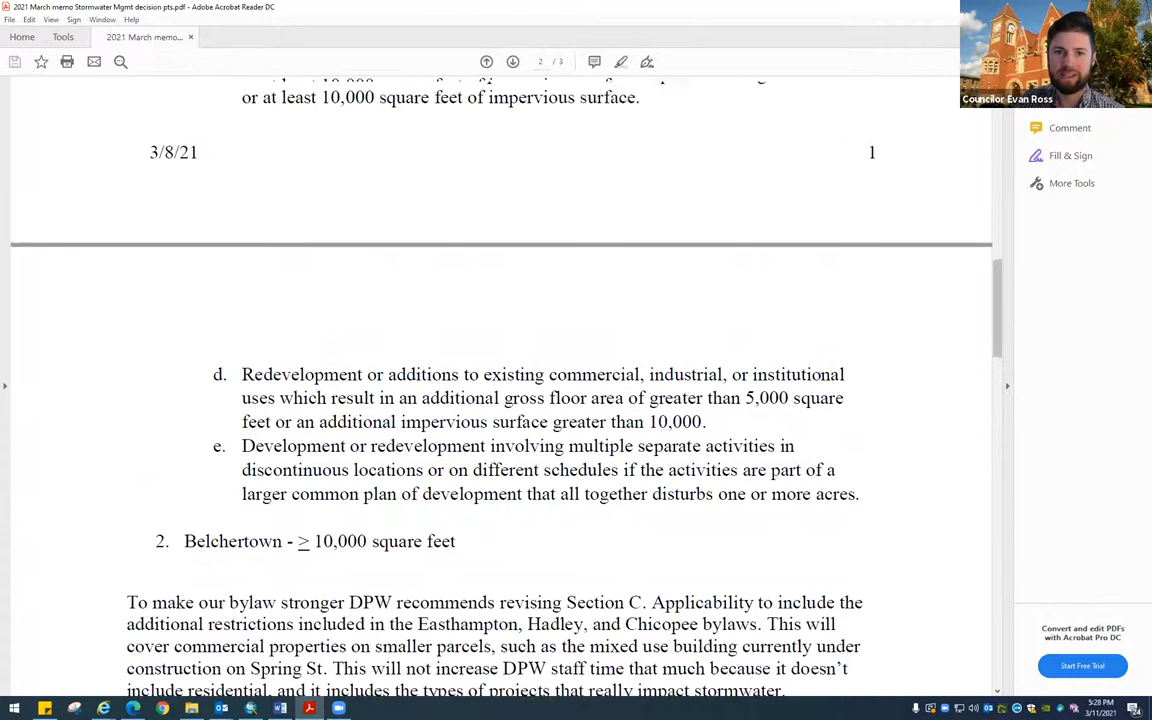 2021 March memo Stormwater Mgmt decision pts.pdf - Adobe Acrobat Reader DC
File Edit View Sign Window Help
Home Tools 2021 March memo... ×
2 / 3
or at least 10,000 square feet of impervious surface.
Councilor Evan Ross
Comment
Fill & Sign
More Tools
3/8/21 1
d. Redevelopment or additions to existing commercial, industrial, or institutional
uses which result in an additional gross floor area of greater than 5,000 square
feet or an additional impervious surface greater than 10,000.
e. Development or redevelopment involving multiple separate activities in
discontinuous locations or on different schedules if the activities are part of a
larger common plan of development that all together disturbs one or more acres.
2. Belchertown - ≥ 10,000 square feet
To make our bylaw stronger DPW recommends revising Section C. Applicability to include the
additional restrictions included in the Easthampton, Hadley, and Chicopee bylaws. This will
cover commercial properties on smaller parcels, such as the mixed use building currently under
construction on Spring St. This will not increase DPW staff time that much because it doesn't
include residential, and it includes the types of projects that really impact stormwater.
Convert and edit PDFs
with Acrobat Pro DC
Start Free Trial
5:28 PM
3/11/2021
24